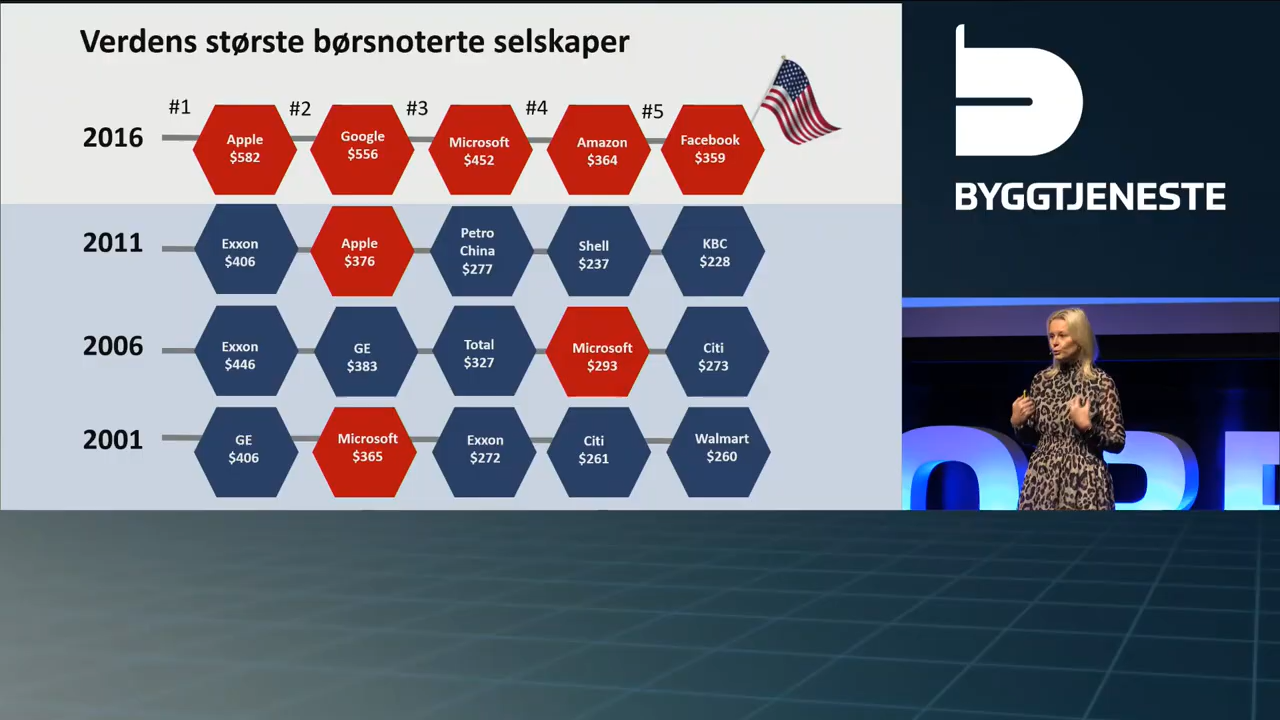 Verdens største børsnoterte selskaper
#1
#2
#3
#4
#5
2016
Apple
$582
Google
$556
Microsoft
$452
Amazon
$364
Facebook
$359
2011
Exxon
$406
Apple
$376
Petro
China
$277
Shell
$237
KBC
$228
2006
Exxon
$446
GE
$383
Total
$327
Microsoft
$293
Citi
$273
2001
GE
$406
Microsoft
$365
Exxon
$272
Citi
$261
Walmart
$260
BYGGTJENESTE